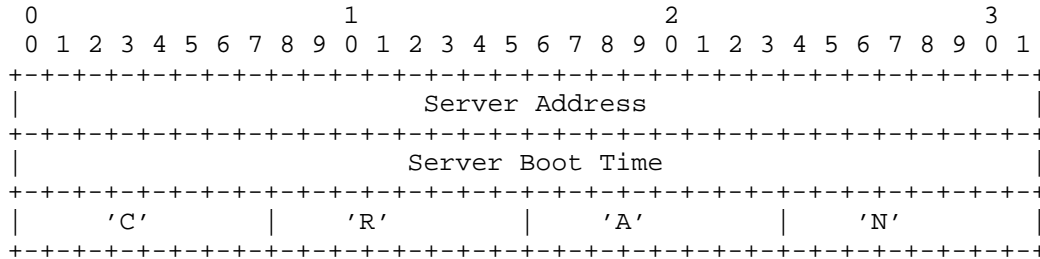 0                   1                   2                   3
 0 1 2 3 4 5 6 7 8 9 0 1 2 3 4 5 6 7 8 9 0 1 2 3 4 5 6 7 8 9 0 1
+-+-+-+-+-+-+-+-+-+-+-+-+-+-+-+-+-+-+-+-+-+-+-+-+-+-+-+-+-+-+-+-+
|                         Server Address                        |
+-+-+-+-+-+-+-+-+-+-+-+-+-+-+-+-+-+-+-+-+-+-+-+-+-+-+-+-+-+-+-+-+
|                        Server Boot Time                       |
+-+-+-+-+-+-+-+-+-+-+-+-+-+-+-+-+-+-+-+-+-+-+-+-+-+-+-+-+-+-+-+-+
|     ’C’       |    ’R’        |    ’A’        |    ’N’        |
+-+-+-+-+-+-+-+-+-+-+-+-+-+-+-+-+-+-+-+-+-+-+-+-+-+-+-+-+-+-+-+-+